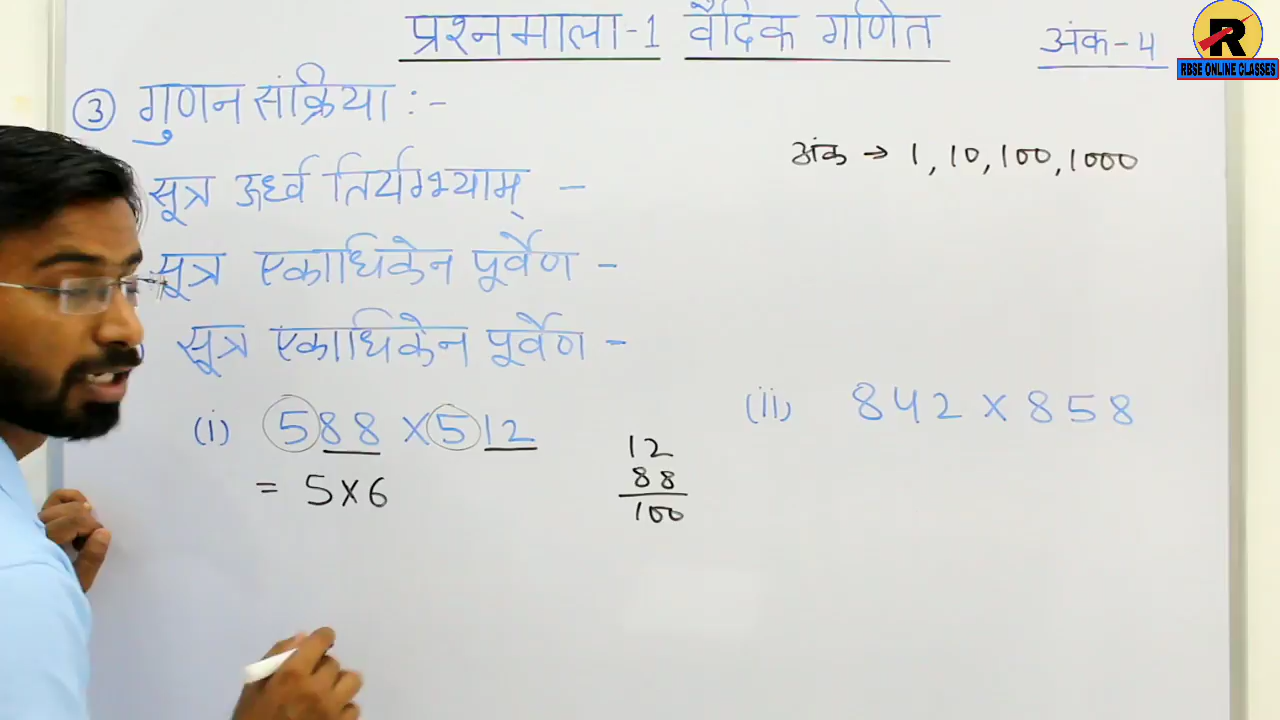 प्रश्नमाला-1 वैदिक गणित अंक-4
R
RBSE ONLINE CLASSES
③ गुणन संक्रिया :-
अंक → 1, 10, 100, 1000
सूत्र ऊर्ध्व तिर्यग्भ्याम् -
सूत्र एकाधिकेन पूर्वेण -
सूत्र एकाधिकेन पूर्वेण -
(i) 588 × 512
(ii) 842 × 858
= 5×6
12
88
100